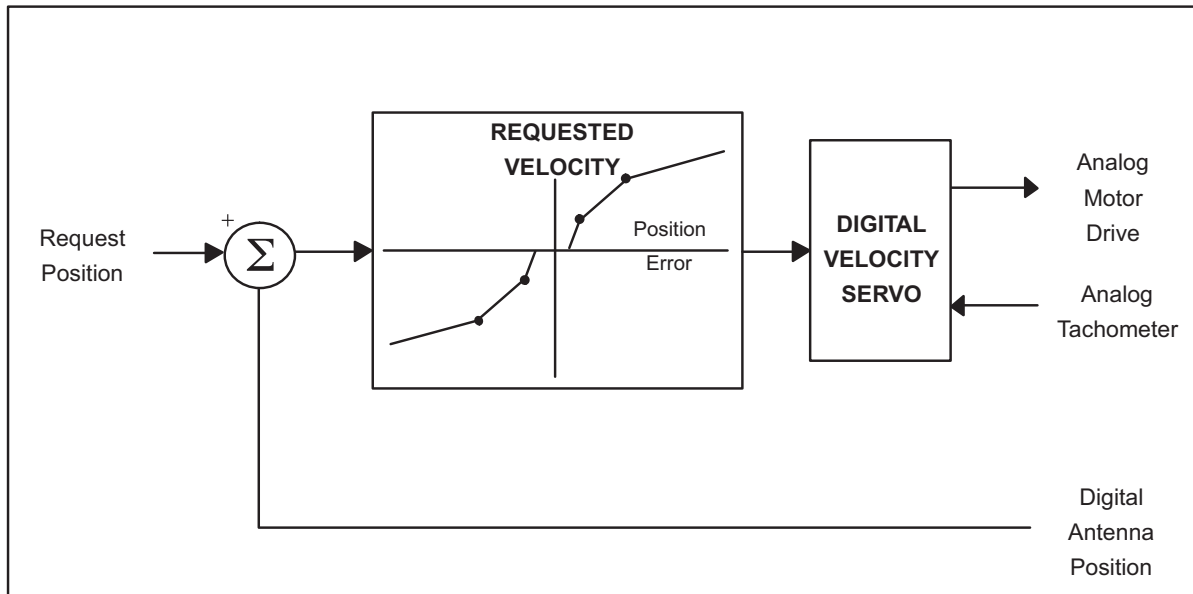 REQUESTED
VELOCITY
+
Request
Position
Σ
Position
Error
DIGITAL
VELOCITY
SERVO
Analog
Motor
Drive
Analog
Tachometer
Digital
Antenna
Position